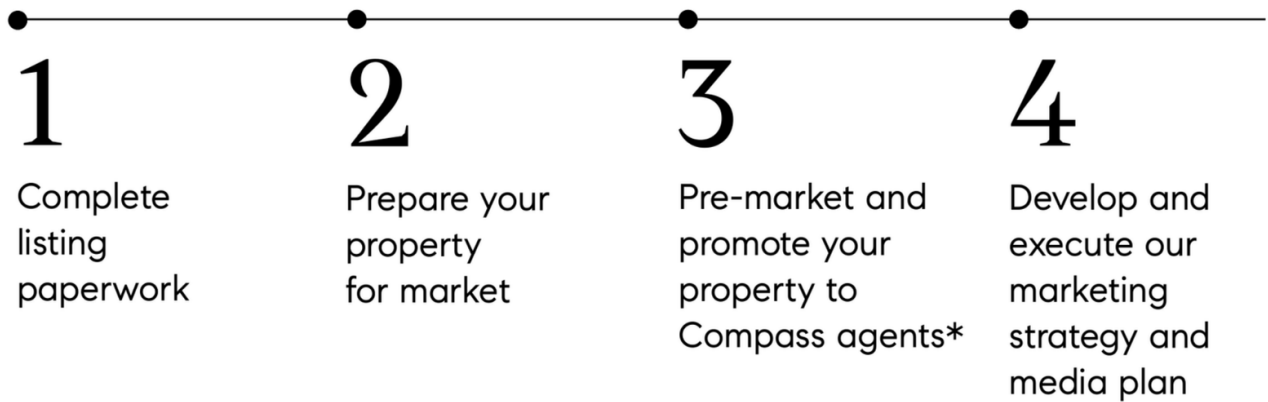 1
Complete
listing
paperwork
2
Prepare your
property
for market
3
Pre-market and
promote your
property to
Compass agents*
4
Develop and
execute our
marketing
strategy and
media plan